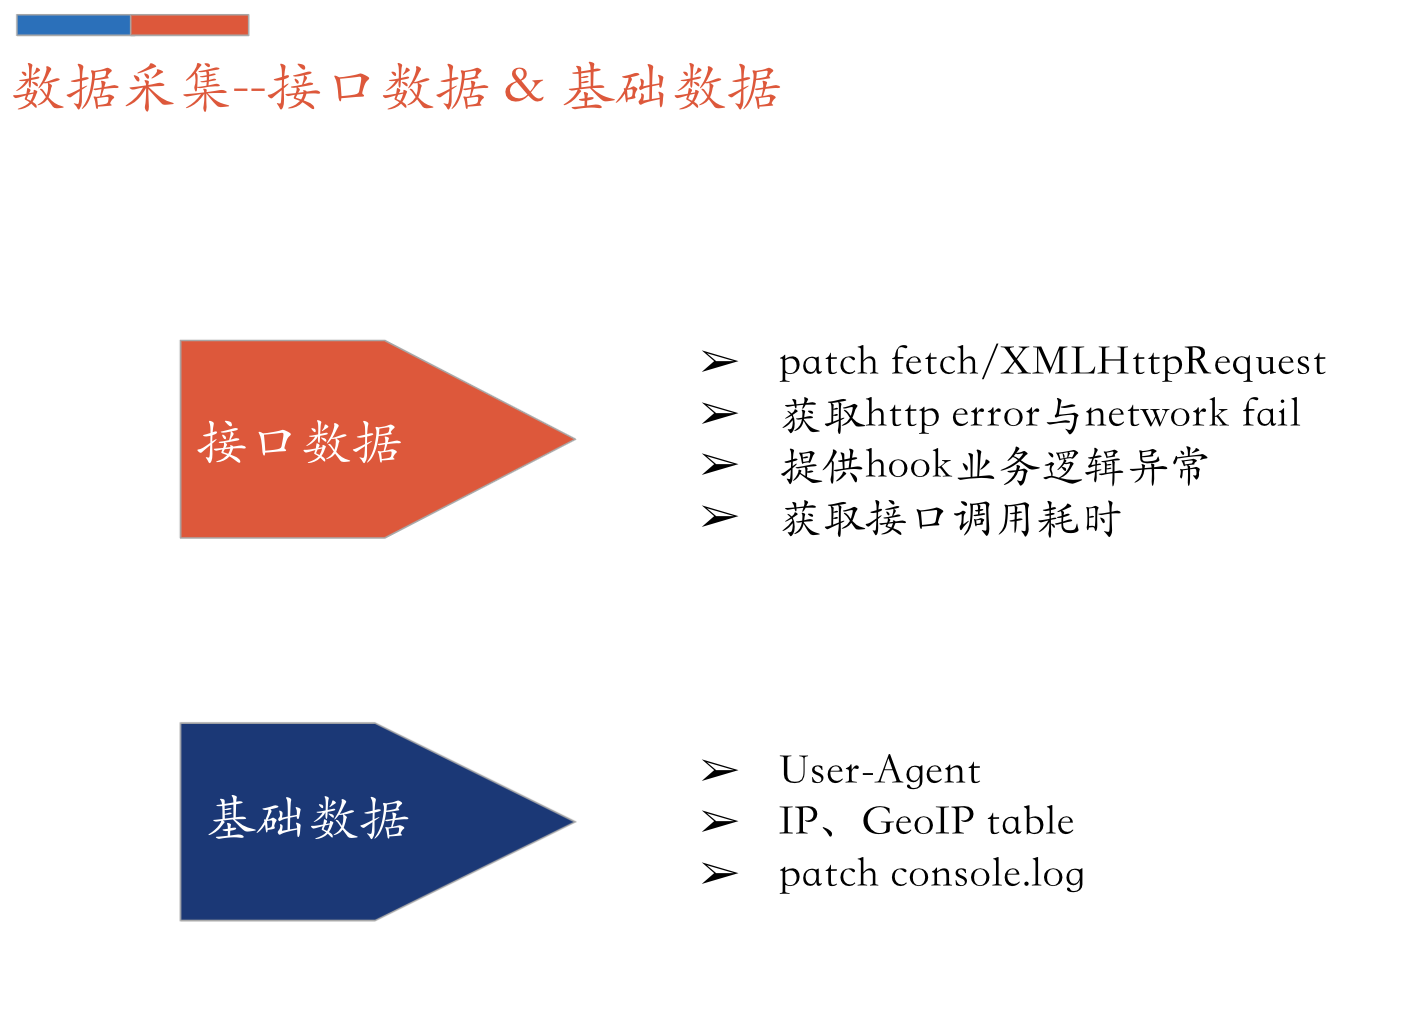 数据采集--接口数据 & 基础数据
接口数据
➢ patch fetch/XMLHttpRequest
➢ 获取http error与network fail
➢ 提供hook业务逻辑异常
➢ 获取接口调用耗时
基础数据
➢ User-Agent
➢ IP、GeoIP table
➢ patch console.log